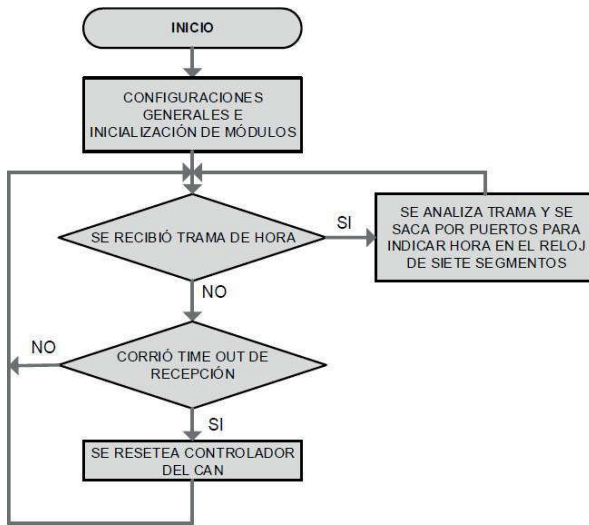 INICIO
CONFIGURACIONES
GENERALES E
INICIALIZACIÓN DE MÓDULOS
SE RECIBIÓ TRAMA DE HORA
SI
SE ANALIZA TRAMA Y SE
SACA POR PUERTOS PARA
INDICAR HORA EN EL RELOJ
DE SIETE SEGMENTOS
NO
NO
CORRIÓ TIME OUT DE
RECEPCIÓN
SI
SE RESETEA CONTROLADOR
DEL CAN